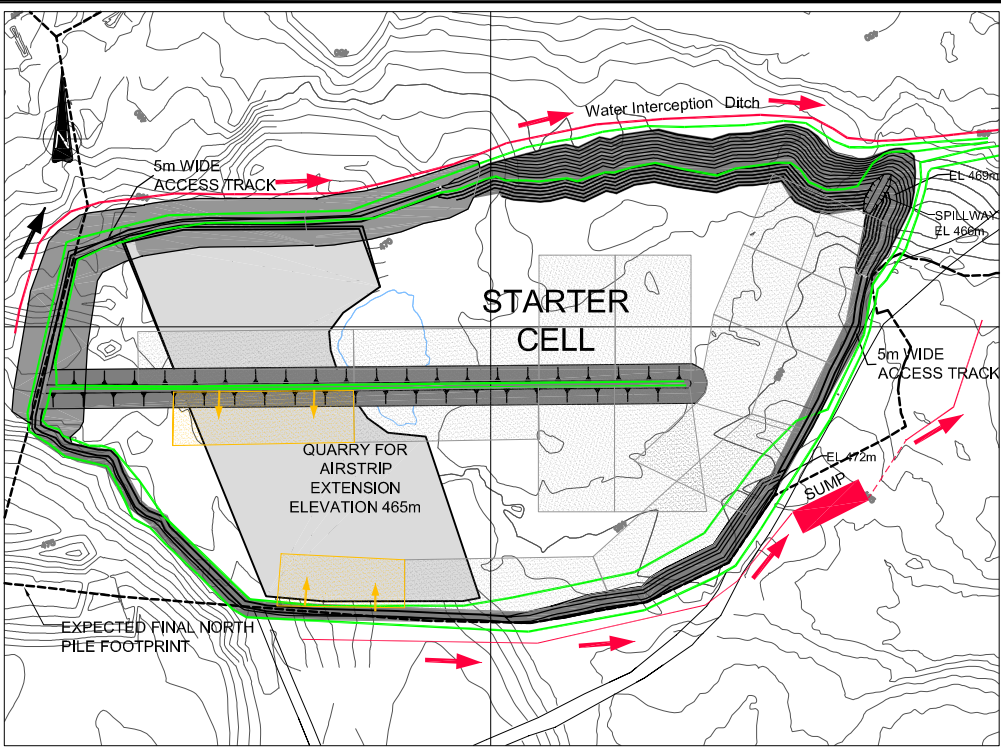 Water Interception Ditch
5m WIDE
ACCESS TRACK
N
EL 469m
SPILLWAY
EL 466m
STARTER
CELL
5m WIDE
ACCESS TRACK
QUARRY FOR
AIRSTRIP
EXTENSION
ELEVATION 465m
EL 472m
SUMP
EXPECTED FINAL NORTH
PILE FOOTPRINT